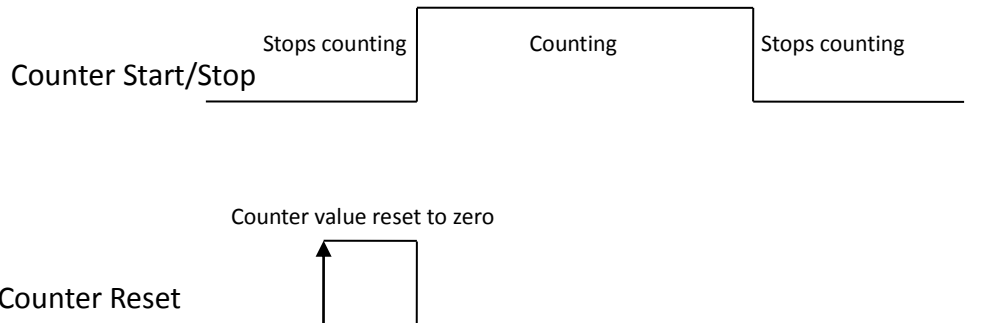 Stops counting
Counting
Stops counting
Counter Start/Stop
Counter value reset to zero
Counter Reset